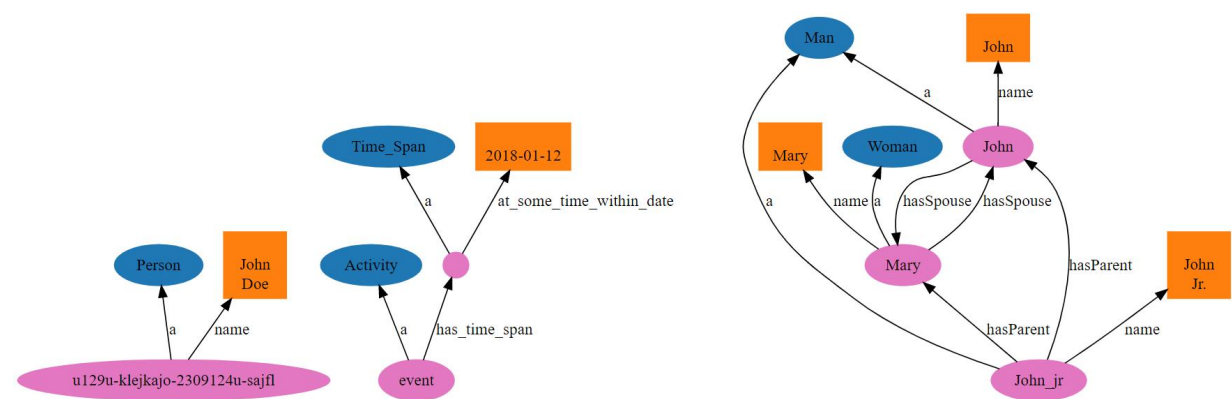 Man
John
Time_Span
2018-01-12
Mary
Woman
John
a
name
a
at_some_time_within_date
name
a
hasSpouse
hasSpouse
a
Person
John
Doe
Activity
Mary
hasParent
John
Jr.
a
name
a
has_time_span
hasParent
name
u129u-klejkajo-2309124u-sajfl
event
John_jr